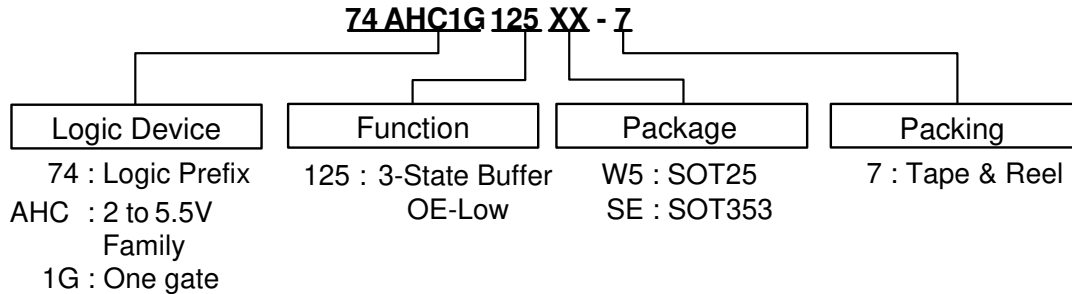 74 AHC1G 125 XX - 7
Logic Device
74 : Logic Prefix
AHC : 2 to 5.5V
Family
1G : One gate
Function
125 : 3-State Buffer
OE-Low
Package
W5 : SOT25
SE : SOT353
Packing
7 : Tape & Reel